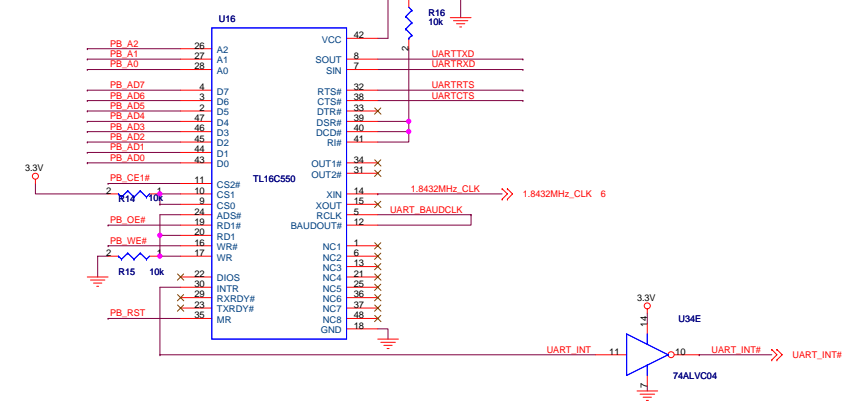 U16
R16
10k
2
PB_A2 26 A2
PB_A1 27 A1
PB_A0 28 A0
PB_AD7 4 D7
PB_AD6 3 D6
PB_AD5 2 D5
PB_AD4 47 D4
PB_AD3 46 D3
PB_AD2 45 D2
PB_AD1 44 D1
PB_AD0 43 D0
3.3V
PB_CE1# 11 CS2#
2 R14 10k 1 10 CS1
9 CS0
24 ADS#
PB_OE# 19 RD1#
20 RD1
PB_WE# 16 WR#
2 1 17 WR
R15 10k
22 DIOS
30 INTR
29 RXRDY#
23 TXRDY#
PB_RST 35 MR
TL16C550
VCC 42
SOUT 8 UARTTXD
SIN 7 UARTRXD
RTS# 32 UARTRTS
CTS# 38 UARTCTS
DTR# 33
DSR# 39
DCD# 40
RI# 41
OUT1# 34
OUT2# 31
XIN 14 1.8432MHz_CLK 1.8432MHz_CLK 6
XOUT 15
RCLK 5 UART_BAUDCLK
BAUDOUT# 12
NC1 1
NC2 6
NC3 13
NC4 21
NC5 25
NC6 36
NC7 37
NC8 48
GND 18
3.3V
14
U34E
UART_INT 11 10 UART_INT# UART_INT#
7
74ALVC04